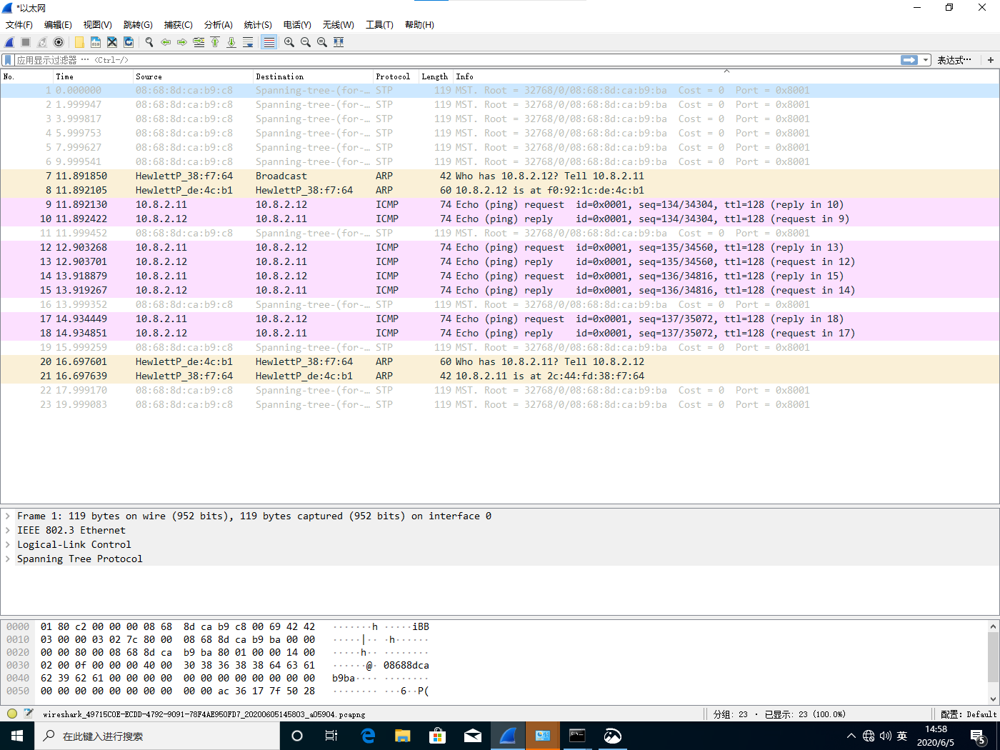 *以太网
文件(F) 编辑(E) 视图(V) 跳转(G) 捕获(C) 分析(A) 统计(S) 电话(Y) 无线(W) 工具(T) 帮助(H)
应用显示过滤器 … <Ctrl-/> 表达式… +
No. Time Source Destination Protocol Length Info
1 0.000000 08:68:8d:ca:b9:c8 Spanning-tree-(for-… STP 119 MST. Root = 32768/0/08:68:8d:ca:b9:ba Cost = 0 Port = 0x8001
2 1.999947 08:68:8d:ca:b9:c8 Spanning-tree-(for-… STP 119 MST. Root = 32768/0/08:68:8d:ca:b9:ba Cost = 0 Port = 0x8001
3 3.999817 08:68:8d:ca:b9:c8 Spanning-tree-(for-… STP 119 MST. Root = 32768/0/08:68:8d:ca:b9:ba Cost = 0 Port = 0x8001
4 5.999753 08:68:8d:ca:b9:c8 Spanning-tree-(for-… STP 119 MST. Root = 32768/0/08:68:8d:ca:b9:ba Cost = 0 Port = 0x8001
5 7.999627 08:68:8d:ca:b9:c8 Spanning-tree-(for-… STP 119 MST. Root = 32768/0/08:68:8d:ca:b9:ba Cost = 0 Port = 0x8001
6 9.999541 08:68:8d:ca:b9:c8 Spanning-tree-(for-… STP 119 MST. Root = 32768/0/08:68:8d:ca:b9:ba Cost = 0 Port = 0x8001
7 11.891850 HewlettP_38:f7:64 Broadcast ARP 42 Who has 10.8.2.12? Tell 10.8.2.11
8 11.892105 HewlettP_de:4c:b1 HewlettP_38:f7:64 ARP 60 10.8.2.12 is at f0:92:1c:de:4c:b1
9 11.892130 10.8.2.11 10.8.2.12 ICMP 74 Echo (ping) request id=0x0001, seq=134/34304, ttl=128 (reply in 10)
10 11.892422 10.8.2.12 10.8.2.11 ICMP 74 Echo (ping) reply id=0x0001, seq=134/34304, ttl=128 (request in 9)
11 11.999452 08:68:8d:ca:b9:c8 Spanning-tree-(for-… STP 119 MST. Root = 32768/0/08:68:8d:ca:b9:ba Cost = 0 Port = 0x8001
12 12.903268 10.8.2.11 10.8.2.12 ICMP 74 Echo (ping) request id=0x0001, seq=135/34560, ttl=128 (reply in 13)
13 12.903701 10.8.2.12 10.8.2.11 ICMP 74 Echo (ping) reply id=0x0001, seq=135/34560, ttl=128 (request in 12)
14 13.918879 10.8.2.11 10.8.2.12 ICMP 74 Echo (ping) request id=0x0001, seq=136/34816, ttl=128 (reply in 15)
15 13.919267 10.8.2.12 10.8.2.11 ICMP 74 Echo (ping) reply id=0x0001, seq=136/34816, ttl=128 (request in 14)
16 13.999352 08:68:8d:ca:b9:c8 Spanning-tree-(for-… STP 119 MST. Root = 32768/0/08:68:8d:ca:b9:ba Cost = 0 Port = 0x8001
17 14.934449 10.8.2.11 10.8.2.12 ICMP 74 Echo (ping) request id=0x0001, seq=137/35072, ttl=128 (reply in 18)
18 14.934851 10.8.2.12 10.8.2.11 ICMP 74 Echo (ping) reply id=0x0001, seq=137/35072, ttl=128 (request in 17)
19 15.999259 08:68:8d:ca:b9:c8 Spanning-tree-(for-… STP 119 MST. Root = 32768/0/08:68:8d:ca:b9:ba Cost = 0 Port = 0x8001
20 16.697601 HewlettP_de:4c:b1 HewlettP_38:f7:64 ARP 60 Who has 10.8.2.11? Tell 10.8.2.12
21 16.697639 HewlettP_38:f7:64 HewlettP_de:4c:b1 ARP 42 10.8.2.11 is at 2c:44:fd:38:f7:64
22 17.999170 08:68:8d:ca:b9:c8 Spanning-tree-(for-… STP 119 MST. Root = 32768/0/08:68:8d:ca:b9:ba Cost = 0 Port = 0x8001
23 19.999083 08:68:8d:ca:b9:c8 Spanning-tree-(for-… STP 119 MST. Root = 32768/0/08:68:8d:ca:b9:ba Cost = 0 Port = 0x8001
Frame 1: 119 bytes on wire (952 bits), 119 bytes captured (952 bits) on interface 0
IEEE 802.3 Ethernet
Logical-Link Control
Spanning Tree Protocol
0000 01 80 c2 00 00 00 08 68 8d ca b9 c8 00 69 42 42 ·······h ·····iBB
0010 03 00 00 03 02 7c 80 00 08 68 8d ca b9 ba 00 00 ·····|·· ·h······
0020 00 00 80 00 08 68 8d ca b9 ba 80 01 00 00 14 00 ·····h·· ········
0030 02 00 0f 00 00 00 40 00 30 38 36 38 38 64 63 61 ······@· 08688dca
0040 62 39 62 61 00 00 00 00 00 00 00 00 00 00 00 00 b9ba···· ········
0050 00 00 00 00 00 00 00 00 00 00 ac 36 17 7f 50 28 ········ ···6··P(
wireshark_49715C0E-ECDD-4792-9091-78F4AE950FD7_20200605145803_a05904.pcapng 分组: 23 · 已显示: 23 (100.0%) 配置: Default
在此键入进行搜索 英 14:58
2020/6/5 5